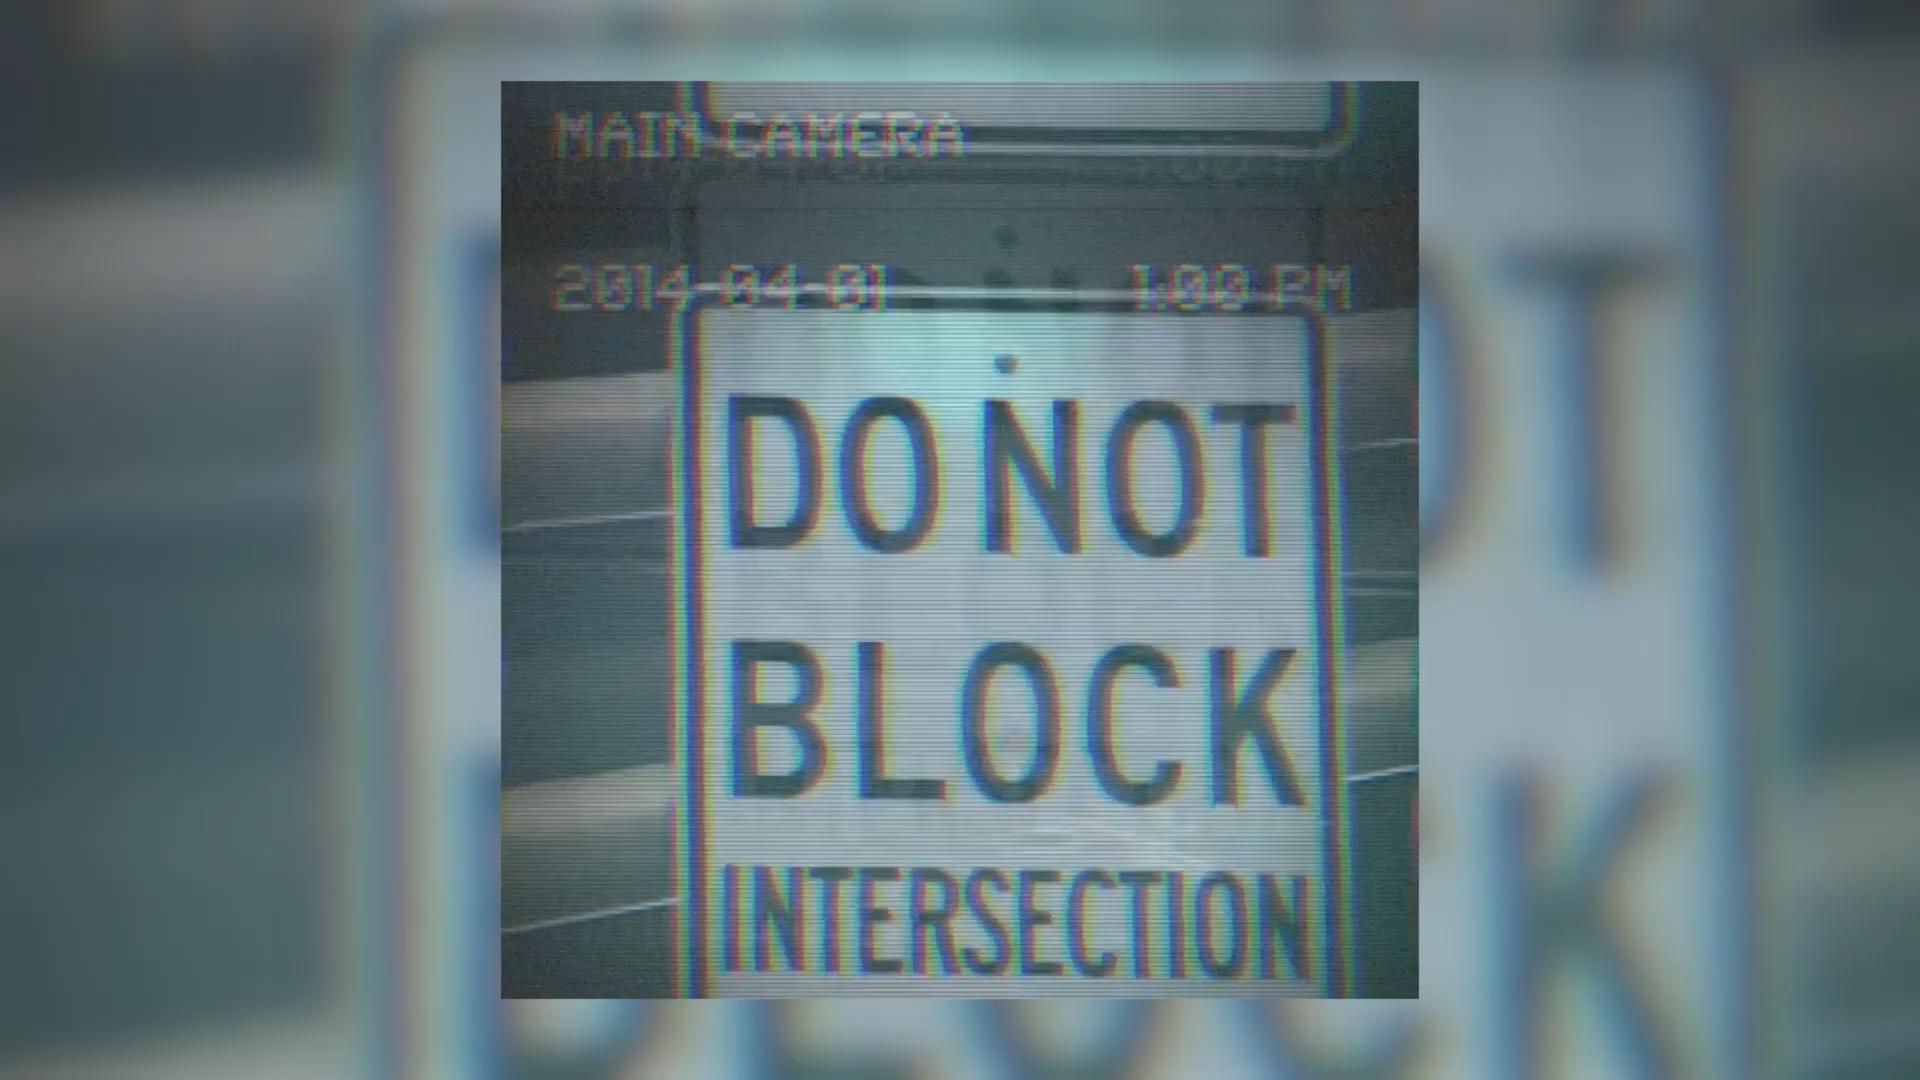 MAIN CAMERA
2014-04-01 1:00 PM
DO NOT
BLOCK
INTERSECTION